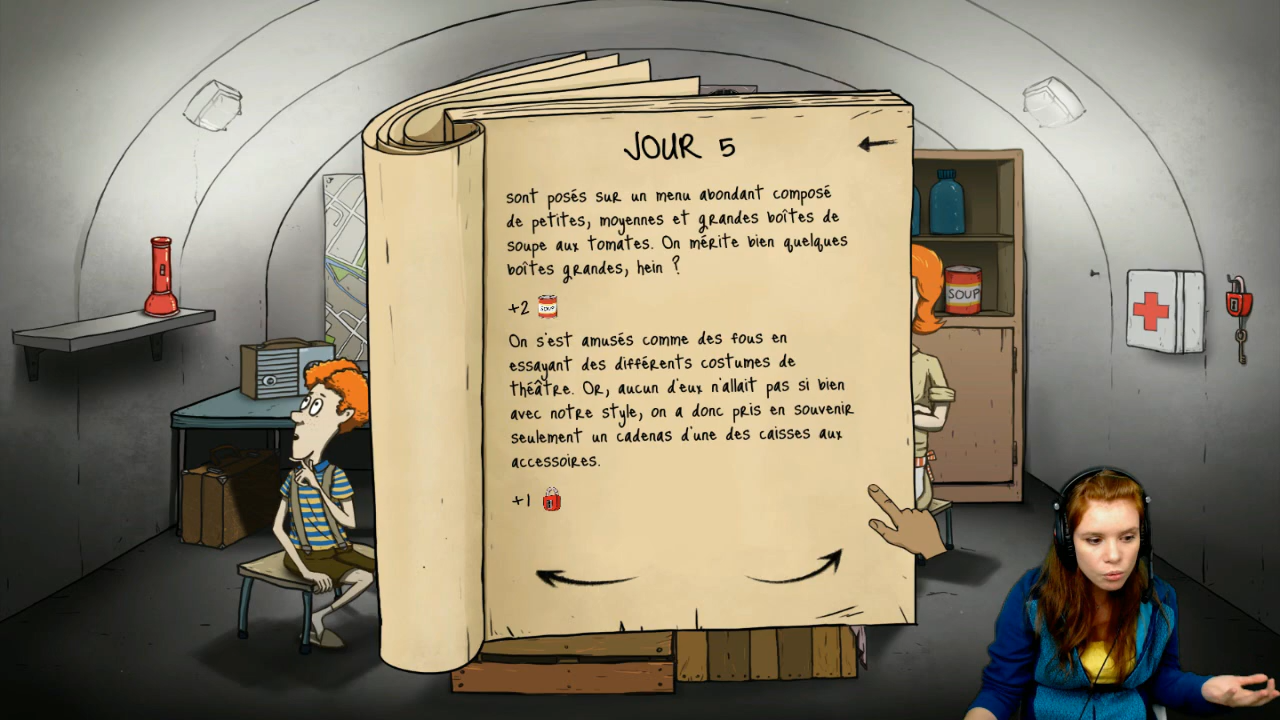 JOUR 5
sont posés sur un menu abondant composé
de petites, moyennes et grandes boîtes de
soupe aux tomates. On mérite bien quelques
boîtes grandes, hein ?
+2 SOUP
On s'est amusés comme des fous en
essayant des différents costumes de
théâtre. Or, aucun d'eux n'allait pas si bien
avec notre style, on a donc pris en souvenir
seulement un cadenas d'une des caisses aux
accessoires.
+1
SOUP